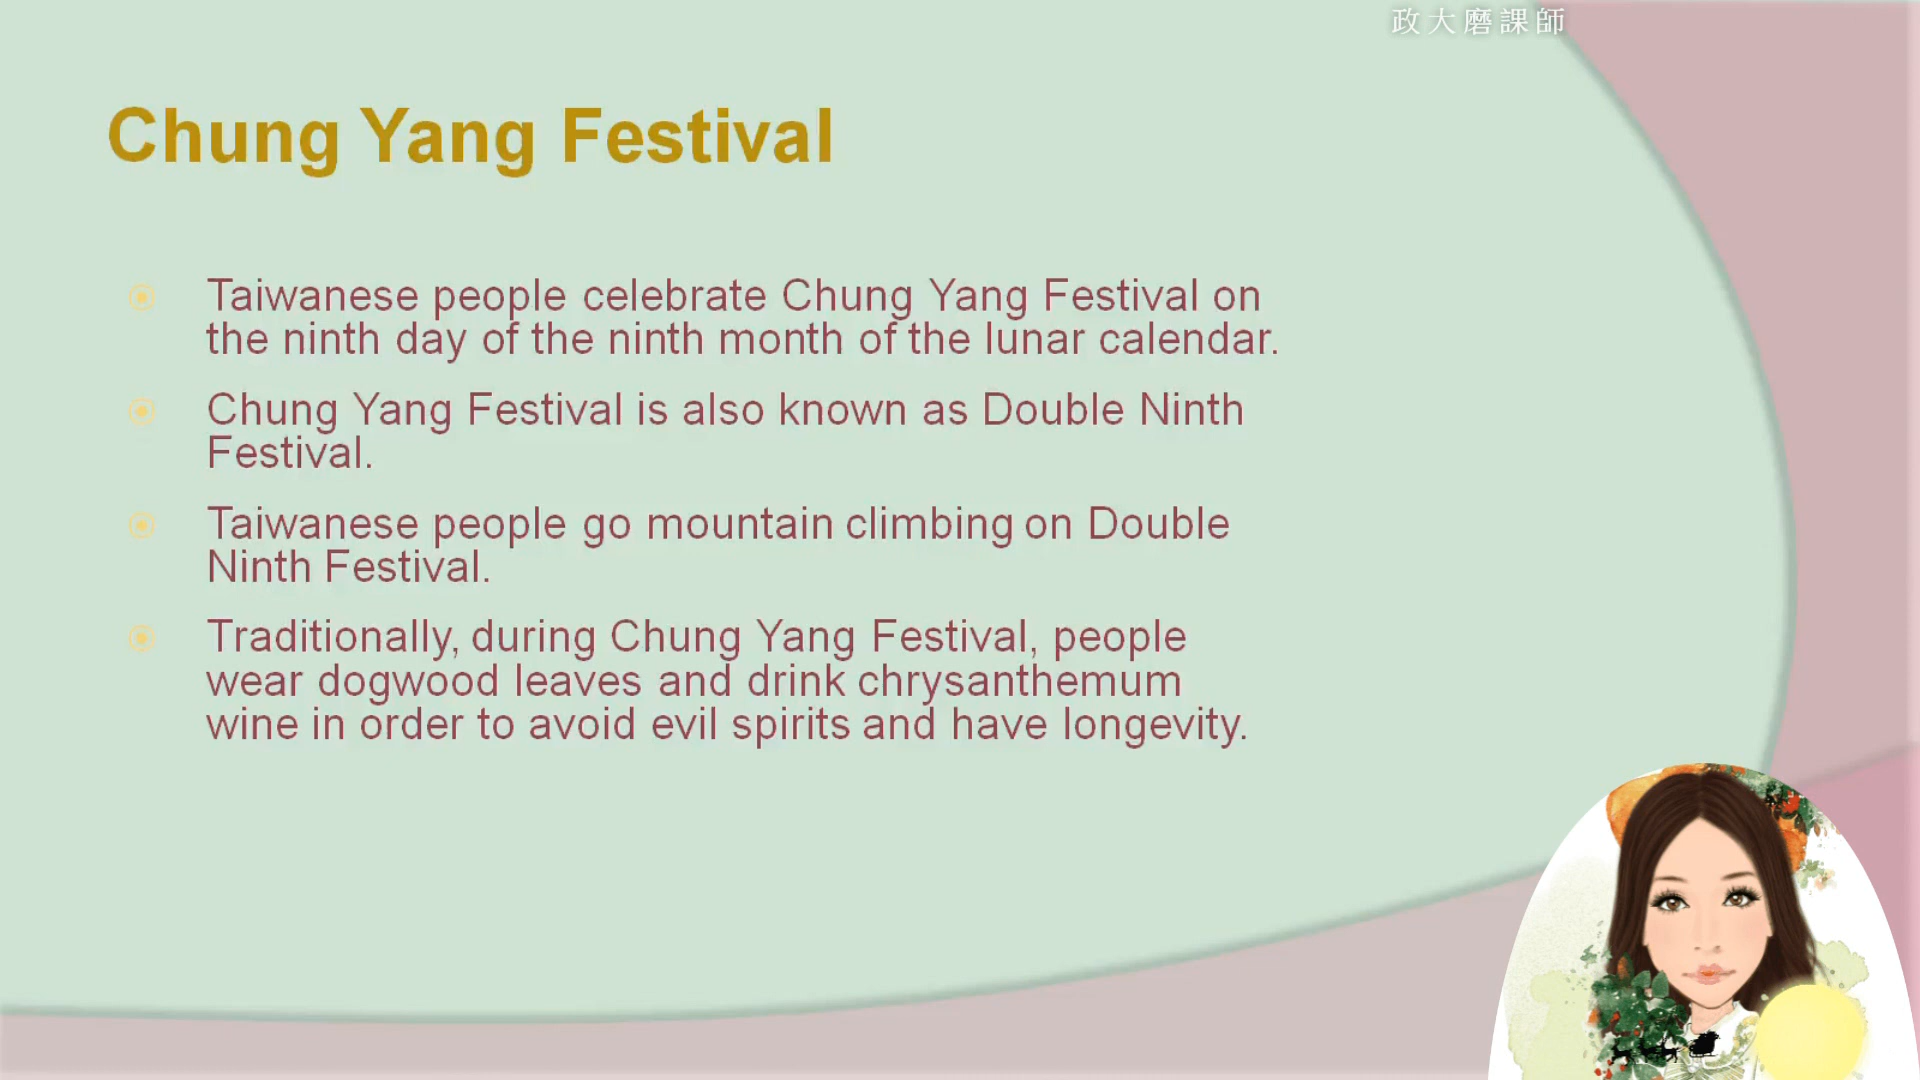 政大磨課師
Chung Yang Festival
Taiwanese people celebrate Chung Yang Festival on
the ninth day of the ninth month of the lunar calendar.
Chung Yang Festival is also known as Double Ninth
Festival.
Taiwanese people go mountain climbing on Double
Ninth Festival.
Traditionally, during Chung Yang Festival, people
wear dogwood leaves and drink chrysanthemum
wine in order to avoid evil spirits and have longevity.